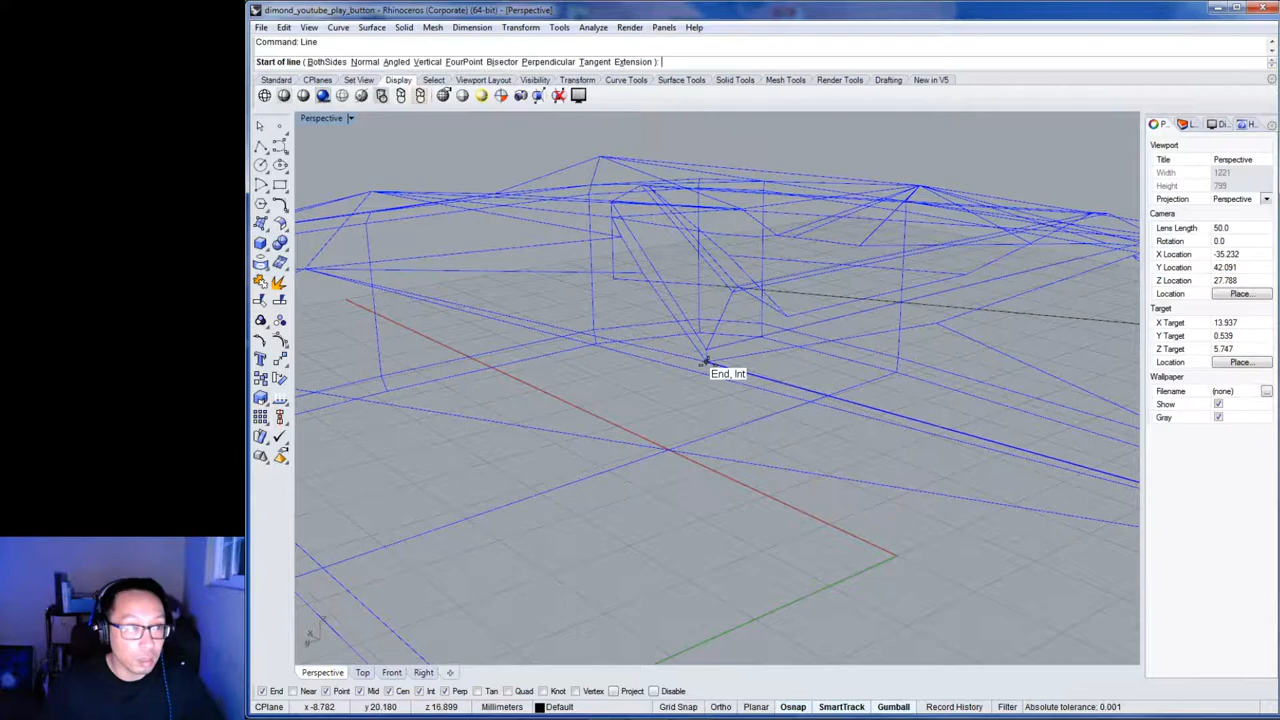 dimond_youtube_play_button - Rhinoceros (Corporate) (64-bit) - [Perspective]
File Edit View Curve Surface Solid Mesh Dimension Transform Tools Analyze Render Panels Help
Command: Line
Start of line ( BothSides Normal Angled Vertical FourPoint Bisector Perpendicular Tangent Extension ):
Standard CPlanes Set View Display Select Viewport Layout Visibility Transform Curve Tools Surface Tools Solid Tools Mesh Tools Render Tools Drafting New in V5
Perspective
P... L... Di... H...
Viewport
Title Perspective
Width 1221
Height 799
Projection Perspective
Camera
Lens Length 50.0
Rotation 0.0
X Location -35.232
Y Location 42.091
Z Location 27.788
Location Place...
Target
X Target 13.937
Y Target 0.539
Z Target 5.747
Location Place...
Wallpaper
Filename (none) ...
Show
Gray
End, Int
z
x
y
Perspective Top Front Right
End Near Point Mid Cen Int Perp Tan Quad Knot Vertex Project Disable
CPlane x -8.782 y 20.180 z 16.899 Millimeters Default Grid Snap Ortho Planar Osnap SmartTrack Gumball Record History Filter Absolute tolerance: 0.001